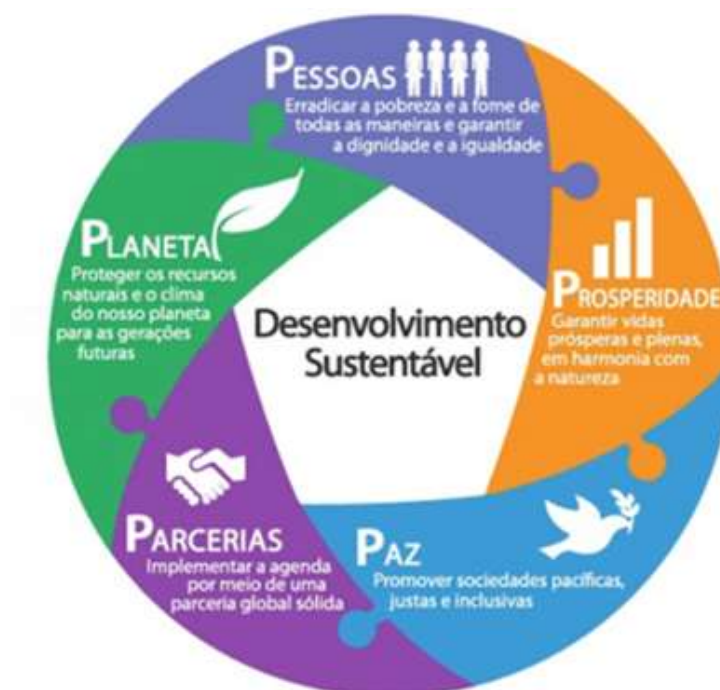 PESSOAS
Erradicar a pobreza e a fome de
todas as maneiras e garantir
a dignidade e a igualdade
PROSPERIDADE
Garantir vidas
prósperas e plenas,
em harmonia com
a natureza
PAZ
Promover sociedades pacíficas,
justas e inclusivas
PARCERIAS
Implementar a agenda
por meio de uma
parceria global sólida
PLANETA
Proteger os recursos
naturais e o clima
do nosso planeta
para as gerações
futuras
Desenvolvimento
Sustentável